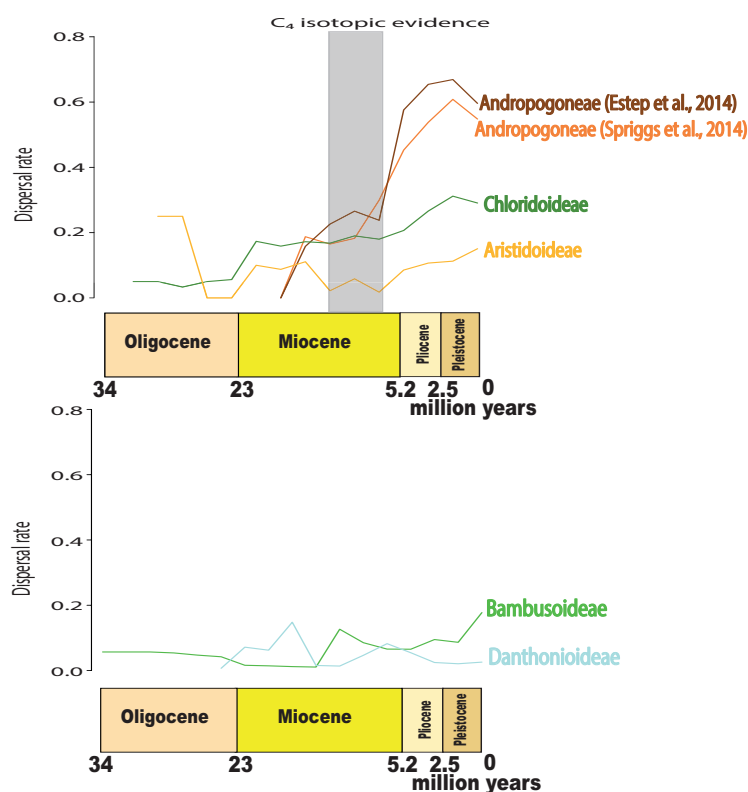 C₄ isotopic evidence
0.8
0.6
0.4
0.2
0.0
Dispersal rate
Andropogoneae (Estep et al., 2014)
Andropogoneae (Spriggs et al., 2014)
Chloridoideae
Aristidoideae
Oligocene
Miocene
Pliocene
Pleistocene
34 23 5.2 2.5 0
million years
0.8
0.6
0.4
0.2
0.0
Dispersal rate
Bambusoideae
Danthonioideae
Oligocene
Miocene
Pliocene
Pleistocene
34 23 5.2 2.5 0
million years